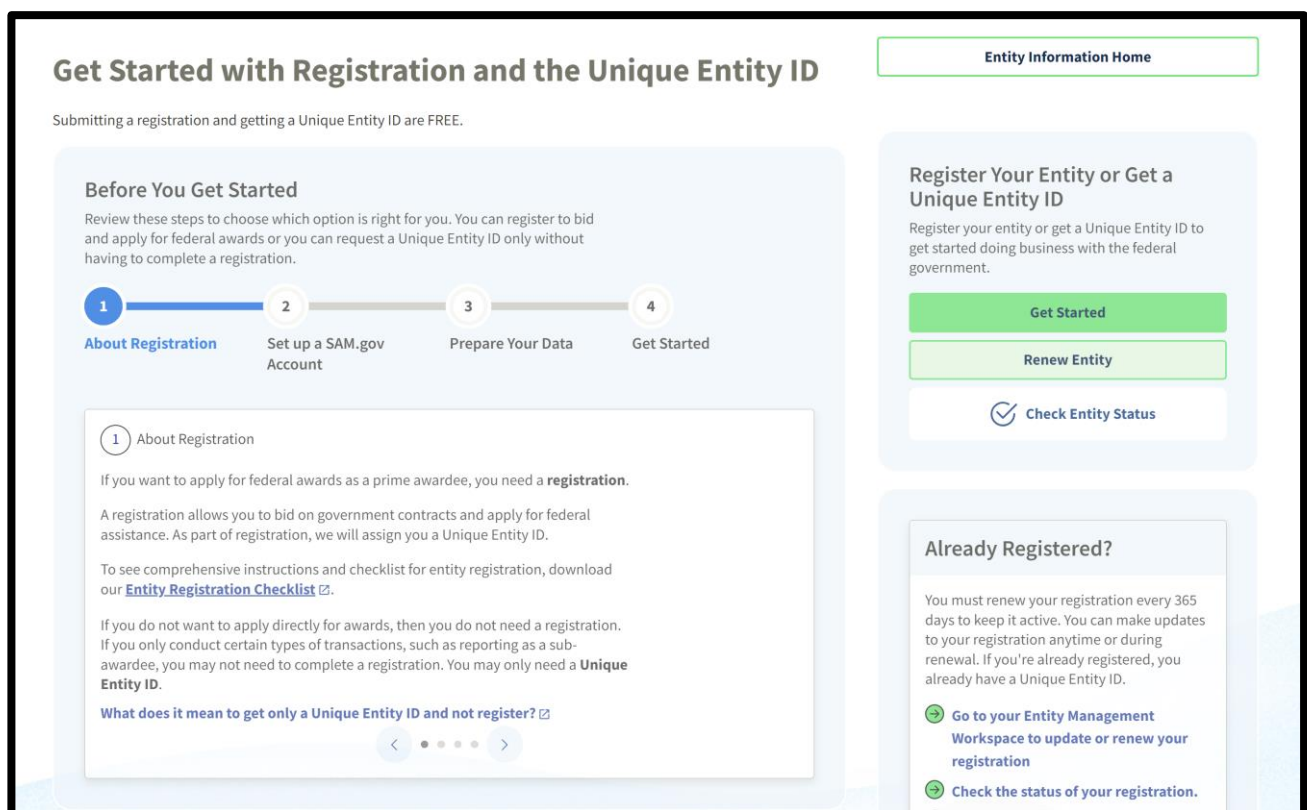 Get Started with Registration and the Unique Entity ID
Submitting a registration and getting a Unique Entity ID are FREE.
Before You Get Started
Review these steps to choose which option is right for you. You can register to bid
and apply for federal awards or you can request a Unique Entity ID only without
having to complete a registration.
1
2
3
4
About Registration
Set up a SAM.gov
Account
Prepare Your Data
Get Started
1 About Registration
If you want to apply for federal awards as a prime awardee, you need a registration.
A registration allows you to bid on government contracts and apply for federal
assistance. As part of registration, we will assign you a Unique Entity ID.
To see comprehensive instructions and checklist for entity registration, download
our Entity Registration Checklist.
If you do not want to apply directly for awards, then you do not need a registration.
If you only conduct certain types of transactions, such as reporting as a sub-
awardee, you may not need to complete a registration. You may only need a Unique
Entity ID.
What does it mean to get only a Unique Entity ID and not register?
Entity Information Home
Register Your Entity or Get a
Unique Entity ID
Register your entity or get a Unique Entity ID to
get started doing business with the federal
government.
Get Started
Renew Entity
Check Entity Status
Already Registered?
You must renew your registration every 365
days to keep it active. You can make updates
to your registration anytime or during
renewal. If you're already registered, you
already have a Unique Entity ID.
Go to your Entity Management
Workspace to update or renew your
registration
Check the status of your registration.